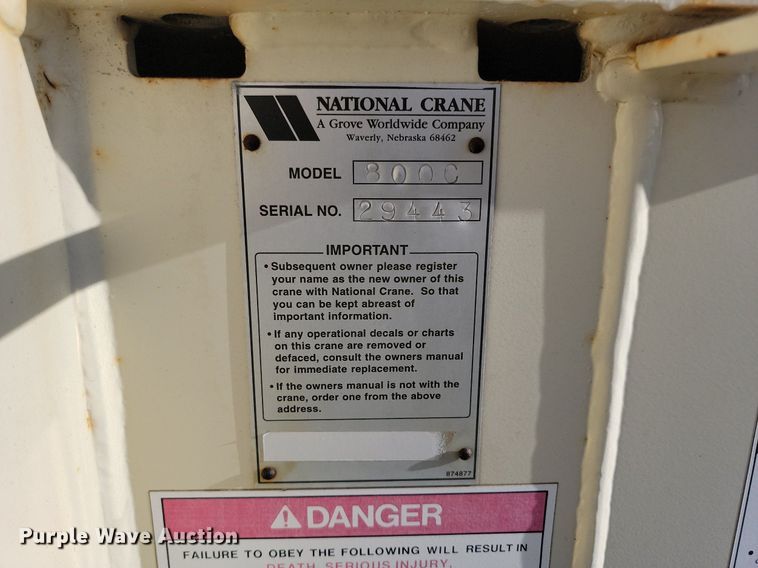 NATIONAL CRANE
A Grove Worldwide Company
Waverly, Nebraska 68462
MODEL 800C
SERIAL NO. 29443
IMPORTANT
• Subsequent owner please register
your name as the new owner of this
crane with National Crane. So that
you can be kept abreast of
important information.
• If any operational decals or charts
on this crane are removed or
defaced, consult the owners manual
for immediate replacement.
• If the owners manual is not with the
crane, order one from the above
address.
874877
DANGER
FAILURE TO OBEY THE FOLLOWING WILL RESULT IN
DEATH, SERIOUS INJURY,
Purple Wave Auction®